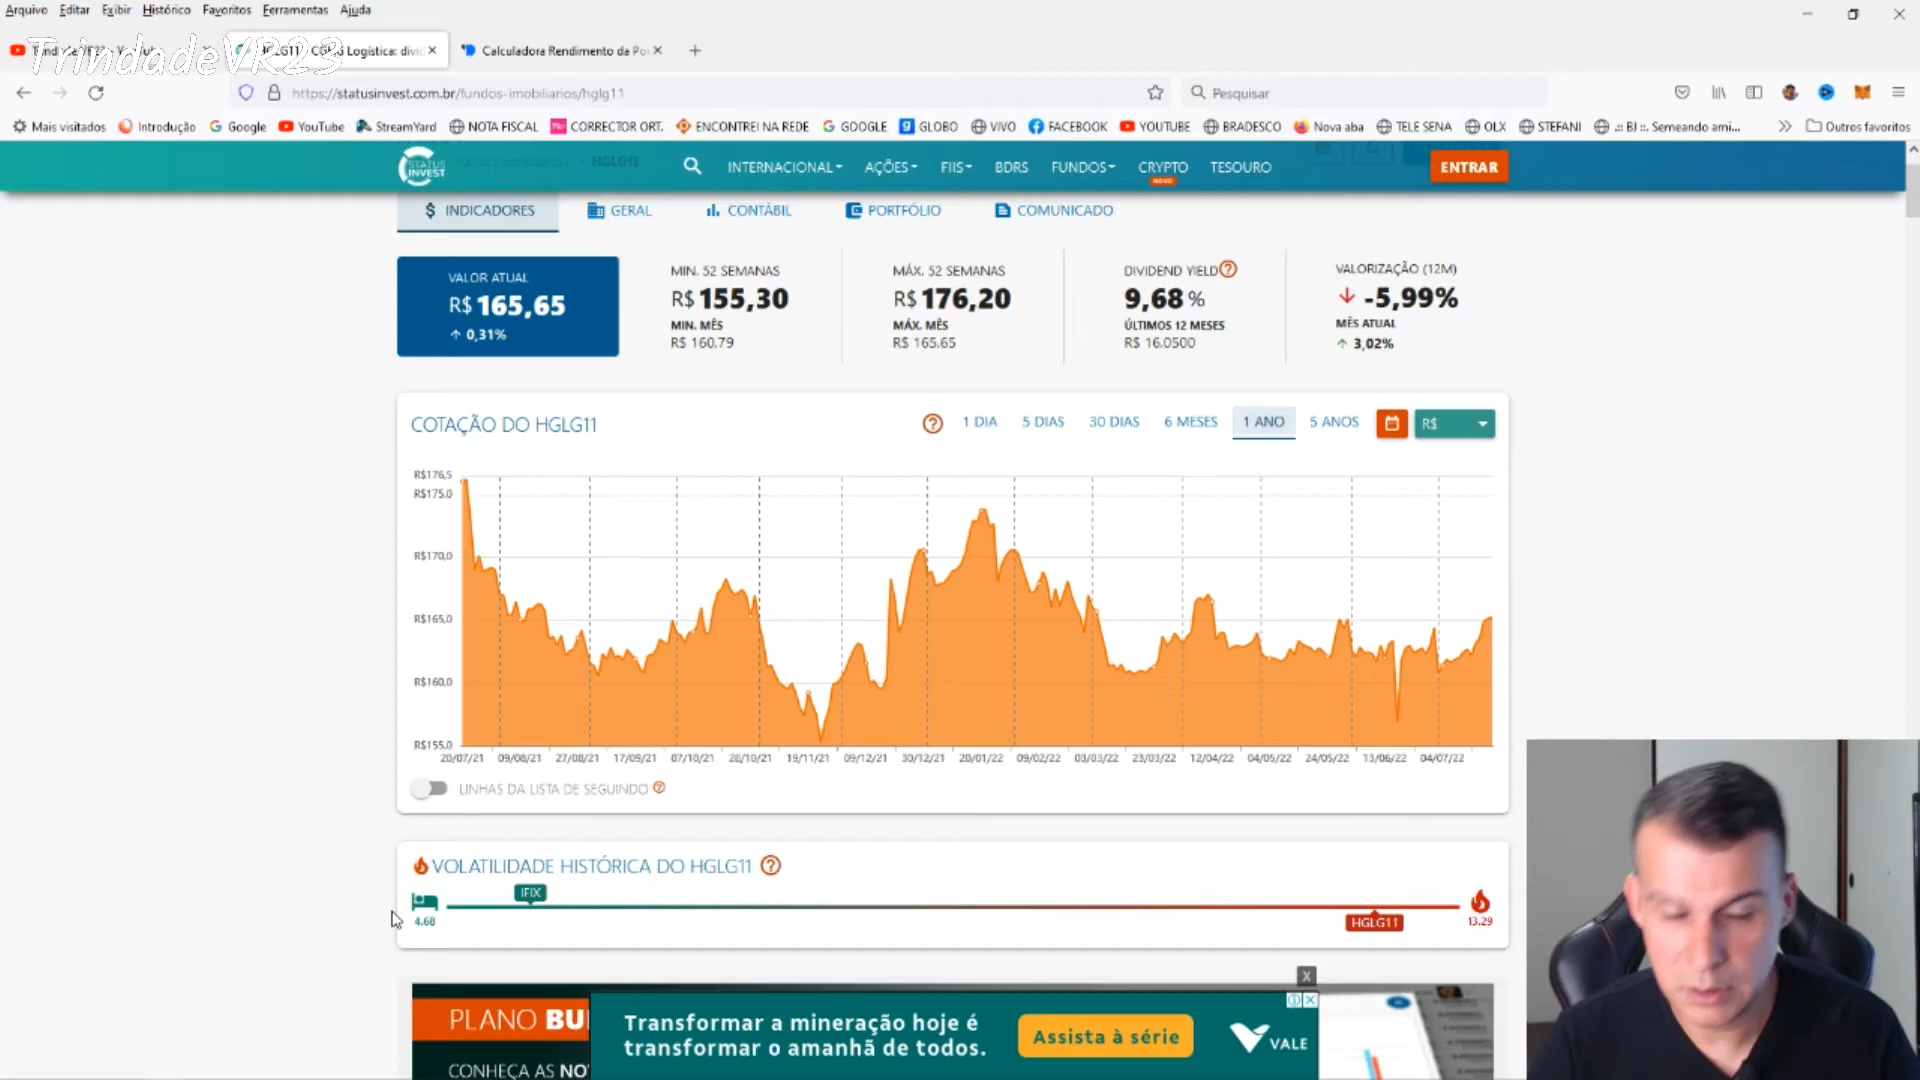 Arquivo Editar Exibir Histórico Favoritos Ferramentas Ajuda
TrindadeVR23
Logística: divi
Calculadora Rendimento da Po
https://statusinvest.com.br/fundos-imobiliarios/hglg11
Pesquisar
Mais visitados Introdução Google YouTube StreamYard NOTA FISCAL CORRECTOR ORT. ENCONTREI NA REDE GOOGLE GLOBO VIVO FACEBOOK YOUTUBE BRADESCO Nova aba TELE SENA OLX STEFANI .:: BJ ::. Semeando ami... Outros favoritos
STATUS INVEST
HGLG11
INTERNACIONAL AÇÕES FIIS BDRS FUNDOS CRYPTO TESOURO
NOVO
ENTRAR
INDICADORES GERAL CONTÁBIL PORTFÓLIO COMUNICADO
VALOR ATUAL
R$ 165,65
0,31%
MIN. 52 SEMANAS
R$ 155,30
MIN. MÊS
R$ 160,79
MÁX. 52 SEMANAS
R$ 176,20
MÁX. MÊS
R$ 165,65
DIVIDEND YIELD ?
9,68 %
ÚLTIMOS 12 MESES
R$ 16,0500
VALORIZAÇÃO (12M)
-5,99%
MÊS ATUAL
3,02%
COTAÇÃO DO HGLG11
? 1 DIA 5 DIAS 30 DIAS 6 MESES 1 ANO 5 ANOS R$
R$176,5
R$175,0
R$170,0
R$165,0
R$160,0
R$155,0
20/07/21 09/08/21 27/08/21 17/09/21 07/10/21 28/10/21 19/11/21 09/12/21 30/12/21 20/01/22 09/02/22 03/03/22 23/03/22 12/04/22 04/05/22 24/05/22 13/06/22 04/07/22
LINHAS DA LISTA DE SEGUINDO ?
VOLATILIDADE HISTÓRICA DO HGLG11 ?
IFIX
4.68
HGLG11
13.29
X
PLANO BU
CONHEÇA AS NO
Transformar a mineração hoje é
transformar o amanhã de todos.
Assista à série
VALE